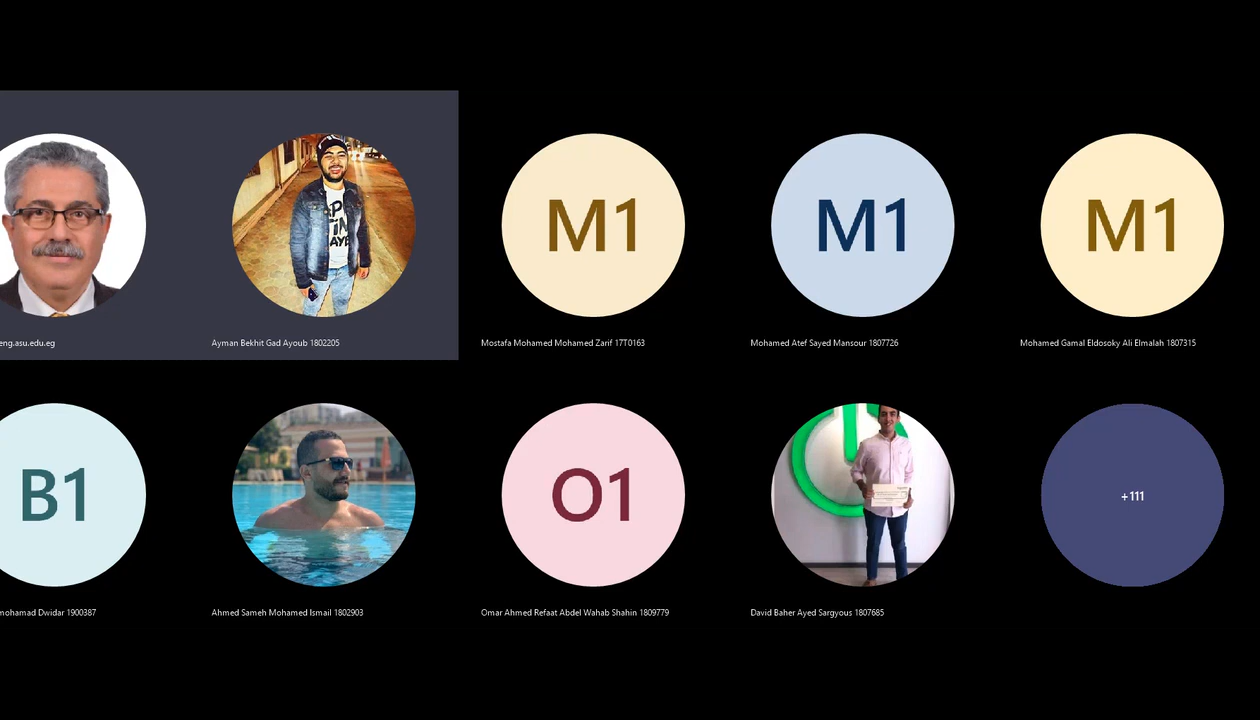 M1
M1
M1
eng.asu.edu.eg
Ayman Bekhit Gad Ayoub 1802205
Mostafa Mohamed Mohamed Zarif 17T0163
Mohamed Atef Sayed Mansour 1807726
Mohamed Gamal Eldosoky Ali Elmalah 1807315
B1
O1
+111
mohamad Dwidar 1900387
Ahmed Sameh Mohamed Ismail 1802903
Omar Ahmed Refaat Abdel Wahab Shahin 1809779
David Baher Ayed Sargyous 1807685